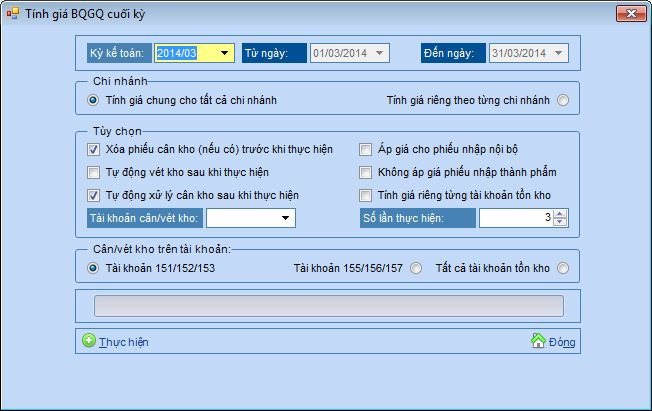 Tính giá BQGQ cuối kỳ
Kỳ kế toán: 2014/03 Từ ngày: 01/03/2014 Đến ngày: 31/03/2014
Chi nhánh
Tính giá chung cho tất cả chi nhánh Tính giá riêng theo từng chi nhánh
Tùy chọn
Xóa phiếu cân kho (nếu có) trước khi thực hiện Áp giá cho phiếu nhập nội bộ
Tự động vét kho sau khi thực hiện Không áp giá phiếu nhập thành phẩm
Tự động xử lý cân kho sau khi thực hiện Tính giá riêng từng tài khoản tồn kho
Tài khoản cân/vét kho: Số lần thực hiện: 3
Cân/vét kho trên tài khoản:
Tài khoản 151/152/153 Tài khoản 155/156/157 Tất cả tài khoản tồn kho
Thực hiện Đóng